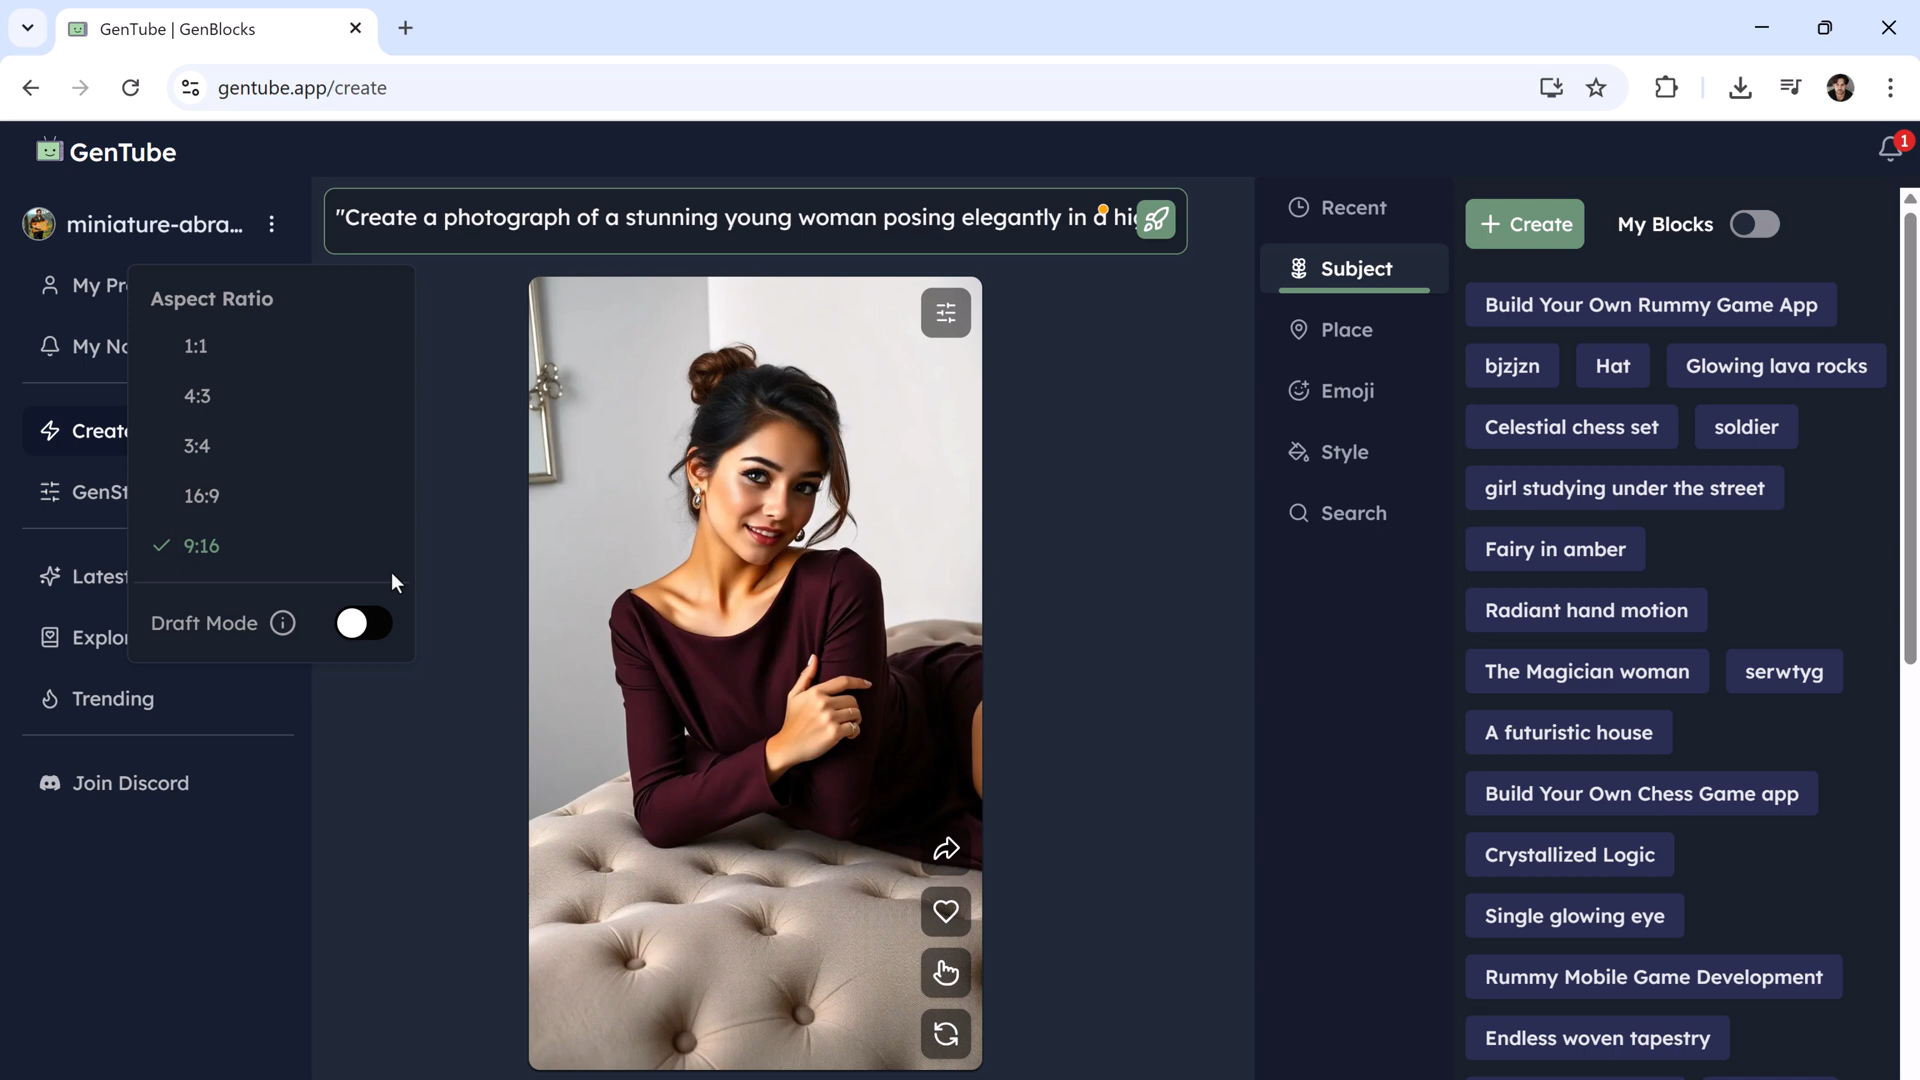 GenTube | GenBlocks
gentube.app/create
GenTube
1
miniature-abra...
My Pr
My No
Create
GenSt
Latest
Explor
Trending
Join Discord
Aspect Ratio
1:1
4:3
3:4
16:9
9:16
Draft Mode
"Create a photograph of a stunning young woman posing elegantly in a hig
Recent
Subject
Place
Emoji
Style
Search
+ Create
My Blocks
Build Your Own Rummy Game App
bjzjzn
Hat
Glowing lava rocks
Celestial chess set
soldier
girl studying under the street
Fairy in amber
Radiant hand motion
The Magician woman
serwtyg
A futuristic house
Build Your Own Chess Game app
Crystallized Logic
Single glowing eye
Rummy Mobile Game Development
Endless woven tapestry